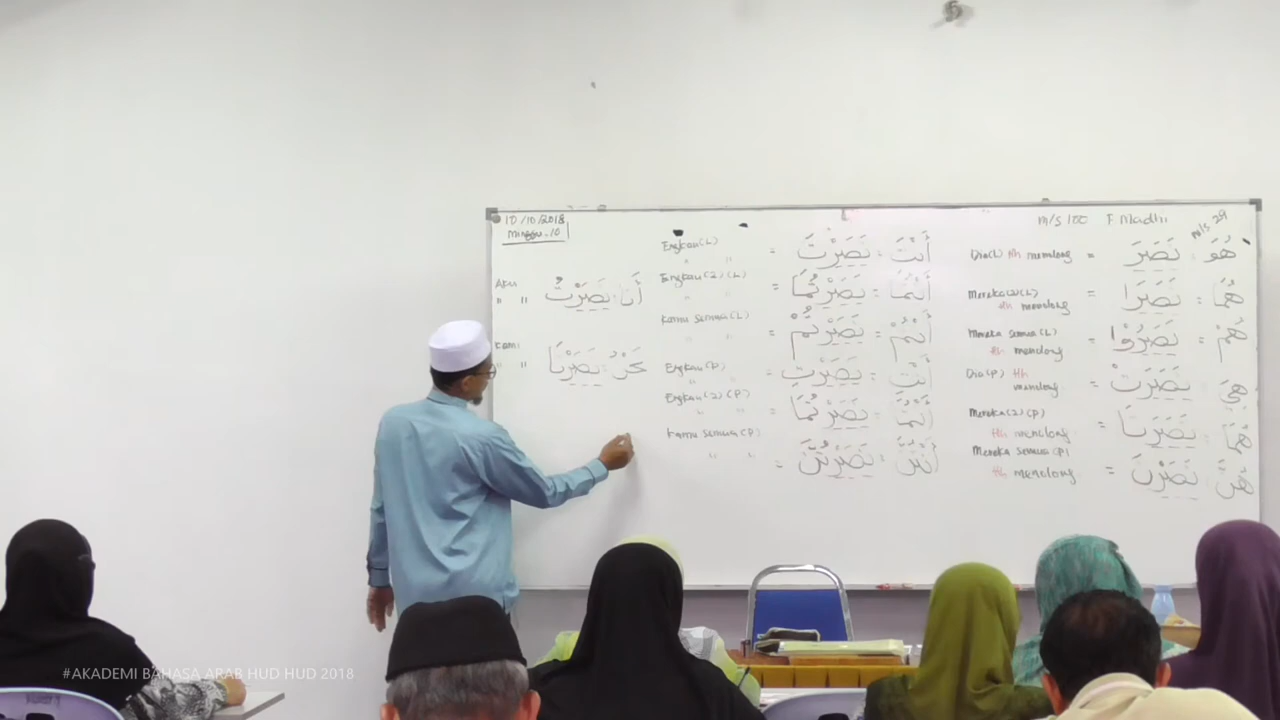 10/10/2018
Minggu 10
m/s 100 F. Madhi m/s. 29
هُوَ : نَصَرَ = Dia(L) tlh menolong
هُمَا : نَصَرَا = Mereka(2)(L)
tlh menolong
هُمْ : نَصَرُوْا Mereka semua (L)
tlh menolong
هِيَ نَصَرَتْ = Dia(P) tlh
menolong
هُمَا نَصَرَتَا = Mereka(2)(P)
tlh menolong
هُنَّ نَصَرْنَ = Mereka semua (P)
tlh menolong
أَنْتَ : نَصَرْتَ = Engkau(L)
" "
أَنْتُمَا : نَصَرْتُمَا = Engkau(2)(L)
أَنْتُمْ : نَصَرْتُمْ = Kamu semua(L)
" "
أَنْتِ : نَصَرْتِ = Engkau(P)
أَنْتُمَا : نَصَرْتُمَا = Engkau(2)(P)
" "
أَنْتُنَّ : نَصَرْتُنَّ = Kamu semua(P)
" "
أَنَا : نَصَرْتُ Aku
" "
نَحْنُ : نَصَرْنَا Kami
" "
#AKADEMI BAHASA ARAB HUD HUD 2018